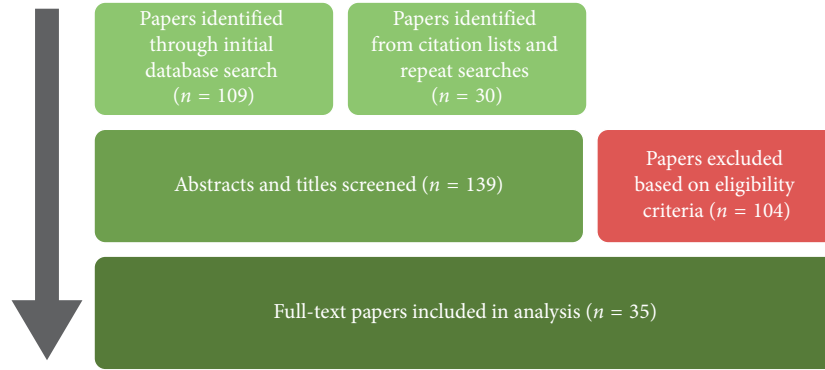 Papers identified
through initial
database search
(n = 109)
Papers identified
from citation lists and
repeat searches
(n = 30)
Abstracts and titles screened (n = 139)
Papers excluded
based on eligibility
criteria (n = 104)
Full-text papers included in analysis (n = 35)